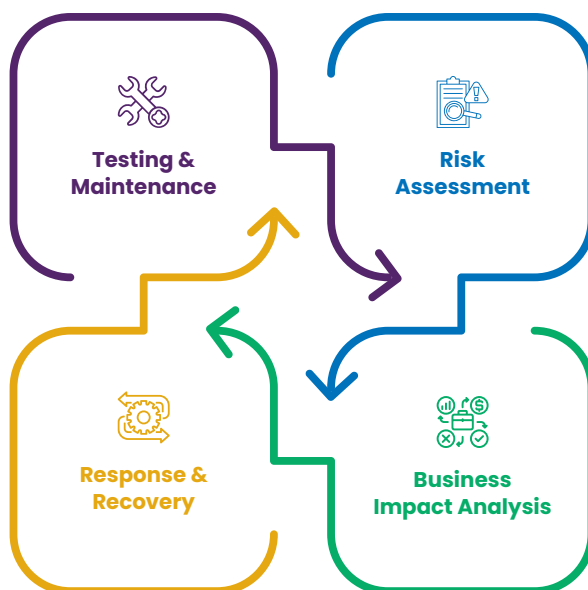 Testing &
Maintenance
Risk
Assessment
Response &
Recovery
Business
Impact Analysis